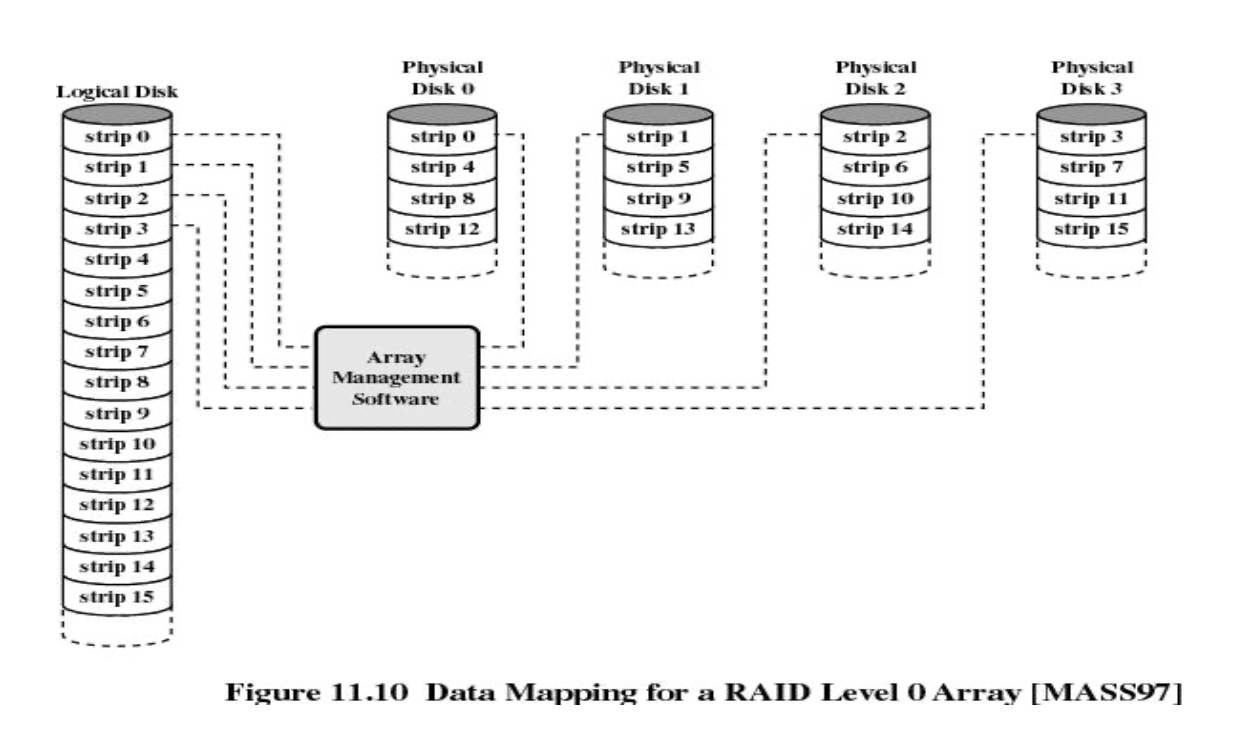 Logical Disk
strip 0
strip 1
strip 2
strip 3
strip 4
strip 5
strip 6
strip 7
strip 8
strip 9
strip 10
strip 11
strip 12
strip 13
strip 14
strip 15
Physical
Disk 0
strip 0
strip 4
strip 8
strip 12
Physical
Disk 1
strip 1
strip 5
strip 9
strip 13
Physical
Disk 2
strip 2
strip 6
strip 10
strip 14
Physical
Disk 3
strip 3
strip 7
strip 11
strip 15
Array
Management
Software
Figure 11.10 Data Mapping for a RAID Level 0 Array [MASS97]